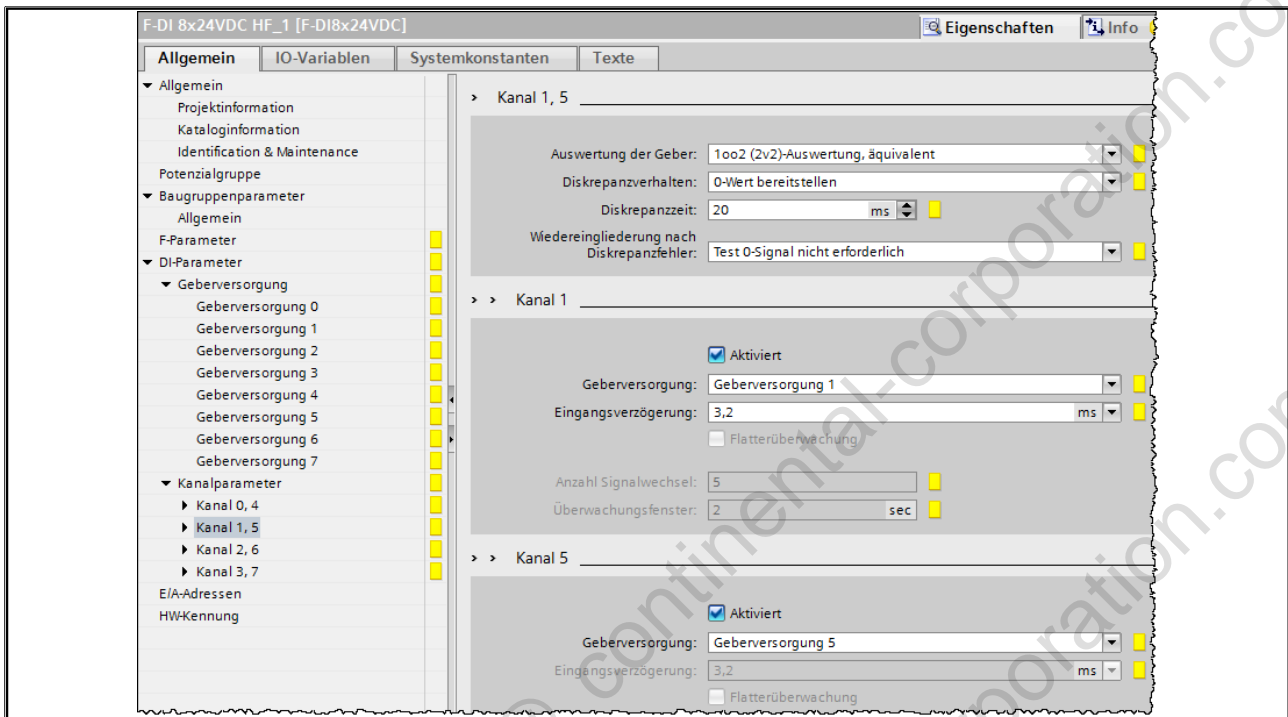 F-DI 8x24VDC HF_1 [F-DI8x24VDC]
Eigenschaften
Info
Allgemein
IO-Variablen
Systemkonstanten
Texte
Allgemein
Projektinformation
Kataloginformation
Identification & Maintenance
Potenzialgruppe
Baugruppenparameter
Allgemein
F-Parameter
DI-Parameter
Geberversorgung
Geberversorgung 0
Geberversorgung 1
Geberversorgung 2
Geberversorgung 3
Geberversorgung 4
Geberversorgung 5
Geberversorgung 6
Geberversorgung 7
Kanalparameter
Kanal 0, 4
Kanal 1, 5
Kanal 2, 6
Kanal 3, 7
E/A-Adressen
HW-Kennung
> Kanal 1, 5
Auswertung der Geber: 1oo2 (2v2)-Auswertung, äquivalent
Diskrepanzverhalten: 0-Wert bereitstellen
Diskrepanzzeit: 20 ms
Wiedereingliederung nach
Diskrepanzfehler: Test 0-Signal nicht erforderlich
> > Kanal 1
Aktiviert
Geberversorgung: Geberversorgung 1
Eingangsverzögerung: 3,2 ms
Flatterüberwachung
Anzahl Signalwechsel: 5
Überwachungsfenster: 2 sec
> > Kanal 5
Aktiviert
Geberversorgung: Geberversorgung 5
Eingangsverzögerung: 3,2 ms
Flatterüberwachung
© continental-corporation.co
corporation.co